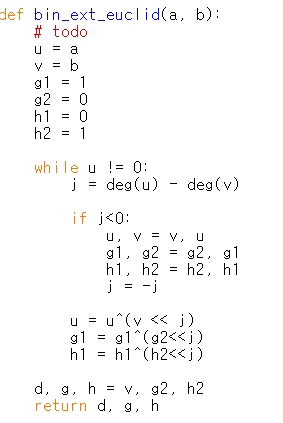 def bin_ext_euclid(a, b):
    # todo
    u = a
    v = b
    g1 = 1
    g2 = 0
    h1 = 0
    h2 = 1

    while u != 0:
        j = deg(u) - deg(v)

        if j<0:
            u, v = v, u
            g1, g2 = g2, g1
            h1, h2 = h2, h1
            j = -j

        u = u^(v << j)
        g1 = g1^(g2<<j)
        h1 = h1^(h2<<j)

    d, g, h = v, g2, h2
    return d, g, h